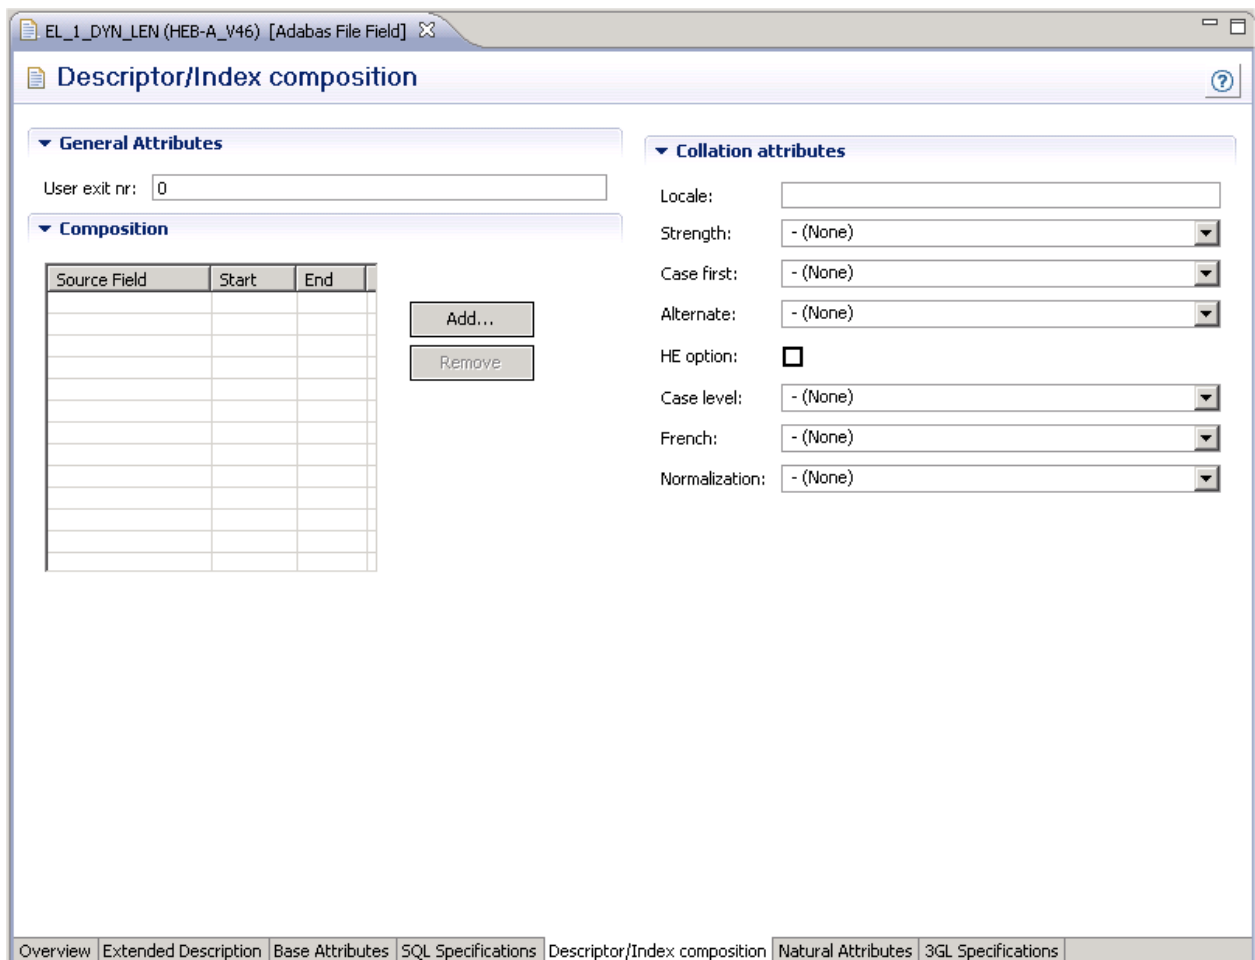 EL_1_DYN_LEN (HEB-A_V46) [Adabas File Field]
Descriptor/Index composition
General Attributes
User exit nr: 0
Composition
Source Field Start End
Add...
Remove
Collation attributes
Locale:
Strength: - (None)
Case first: - (None)
Alternate: - (None)
HE option:
Case level: - (None)
French: - (None)
Normalization: - (None)
Overview Extended Description Base Attributes SQL Specifications Descriptor/Index composition Natural Attributes 3GL Specifications